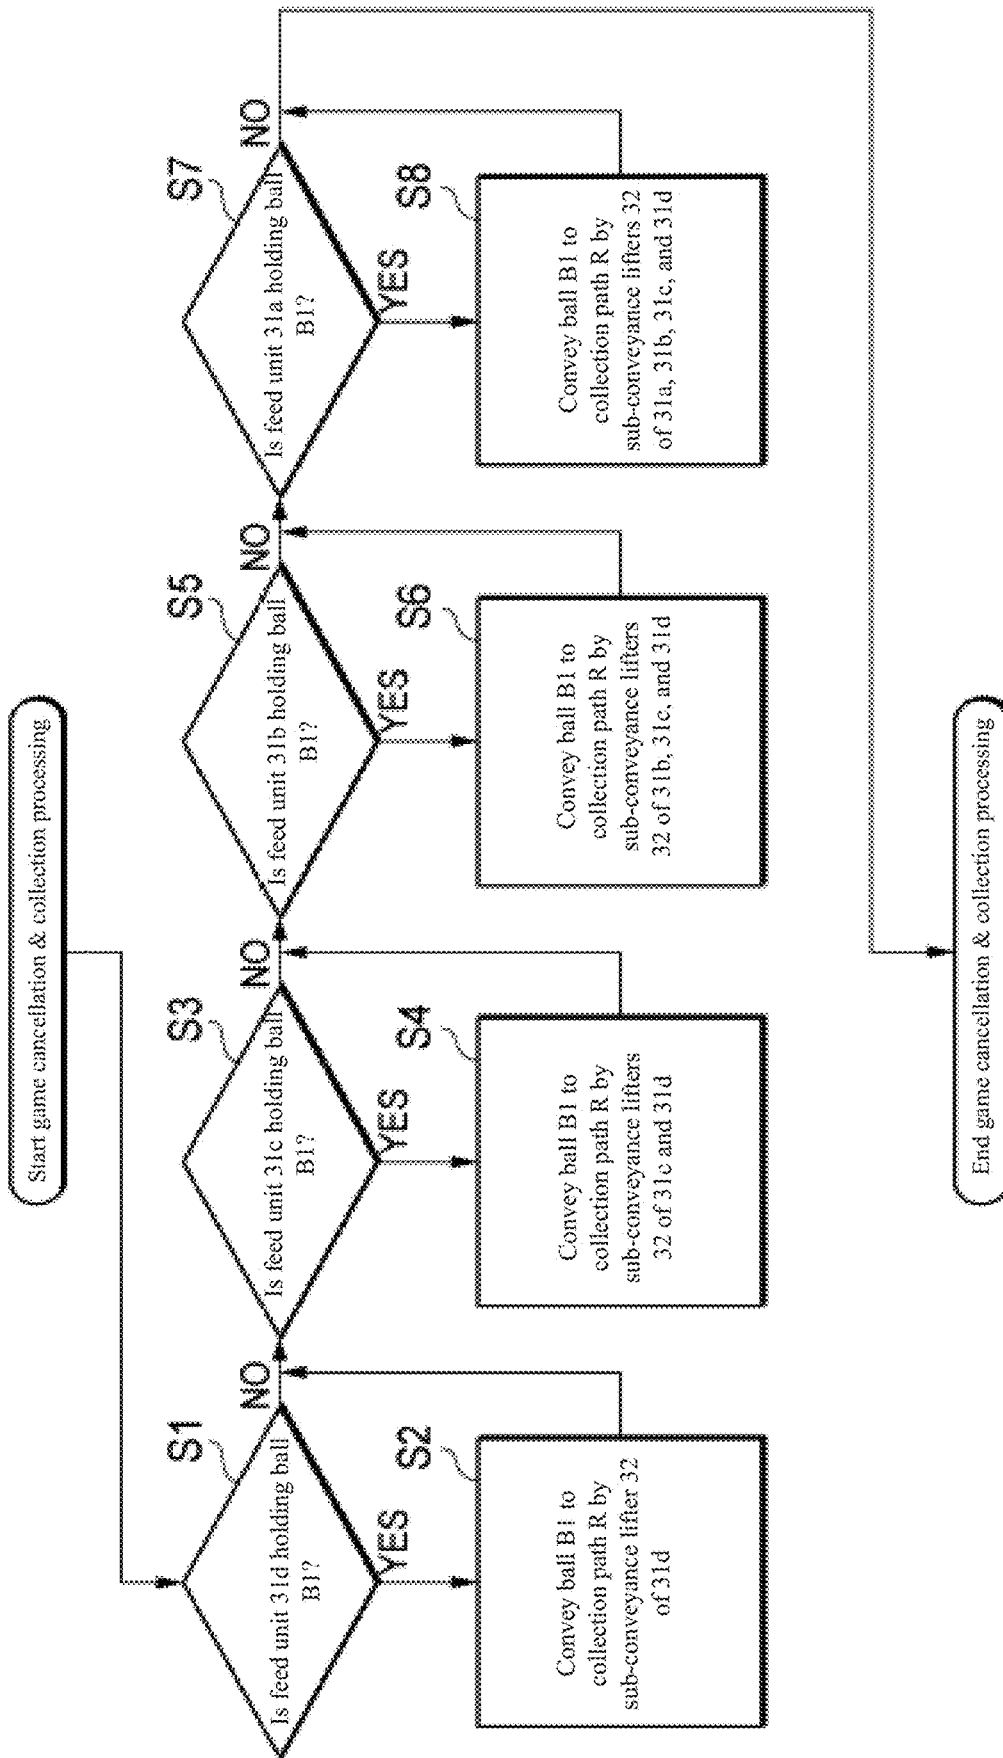 Start game cancellation & collection processing
S1
Is feed unit 31d holding ball
B1?
NO
YES
S2
Convey ball B1 to
collection path R by
sub-conveyance lifter 32
of 31d
S3
Is feed unit 31c holding ball
B1?
NO
YES
S4
Convey ball B1 to
collection path R by
sub-conveyance lifters
32 of 31c and 31d
S5
Is feed unit 31b holding ball
B1?
NO
YES
S6
Convey ball B1 to
collection path R by
sub-conveyance lifters
32 of 31b, 31c, and 31d
S7
Is feed unit 31a holding ball
B1?
NO
YES
S8
Convey ball B1 to
collection path R by
sub-conveyance lifters 32
of 31a, 31b, 31c, and 31d
End game cancellation & collection processing